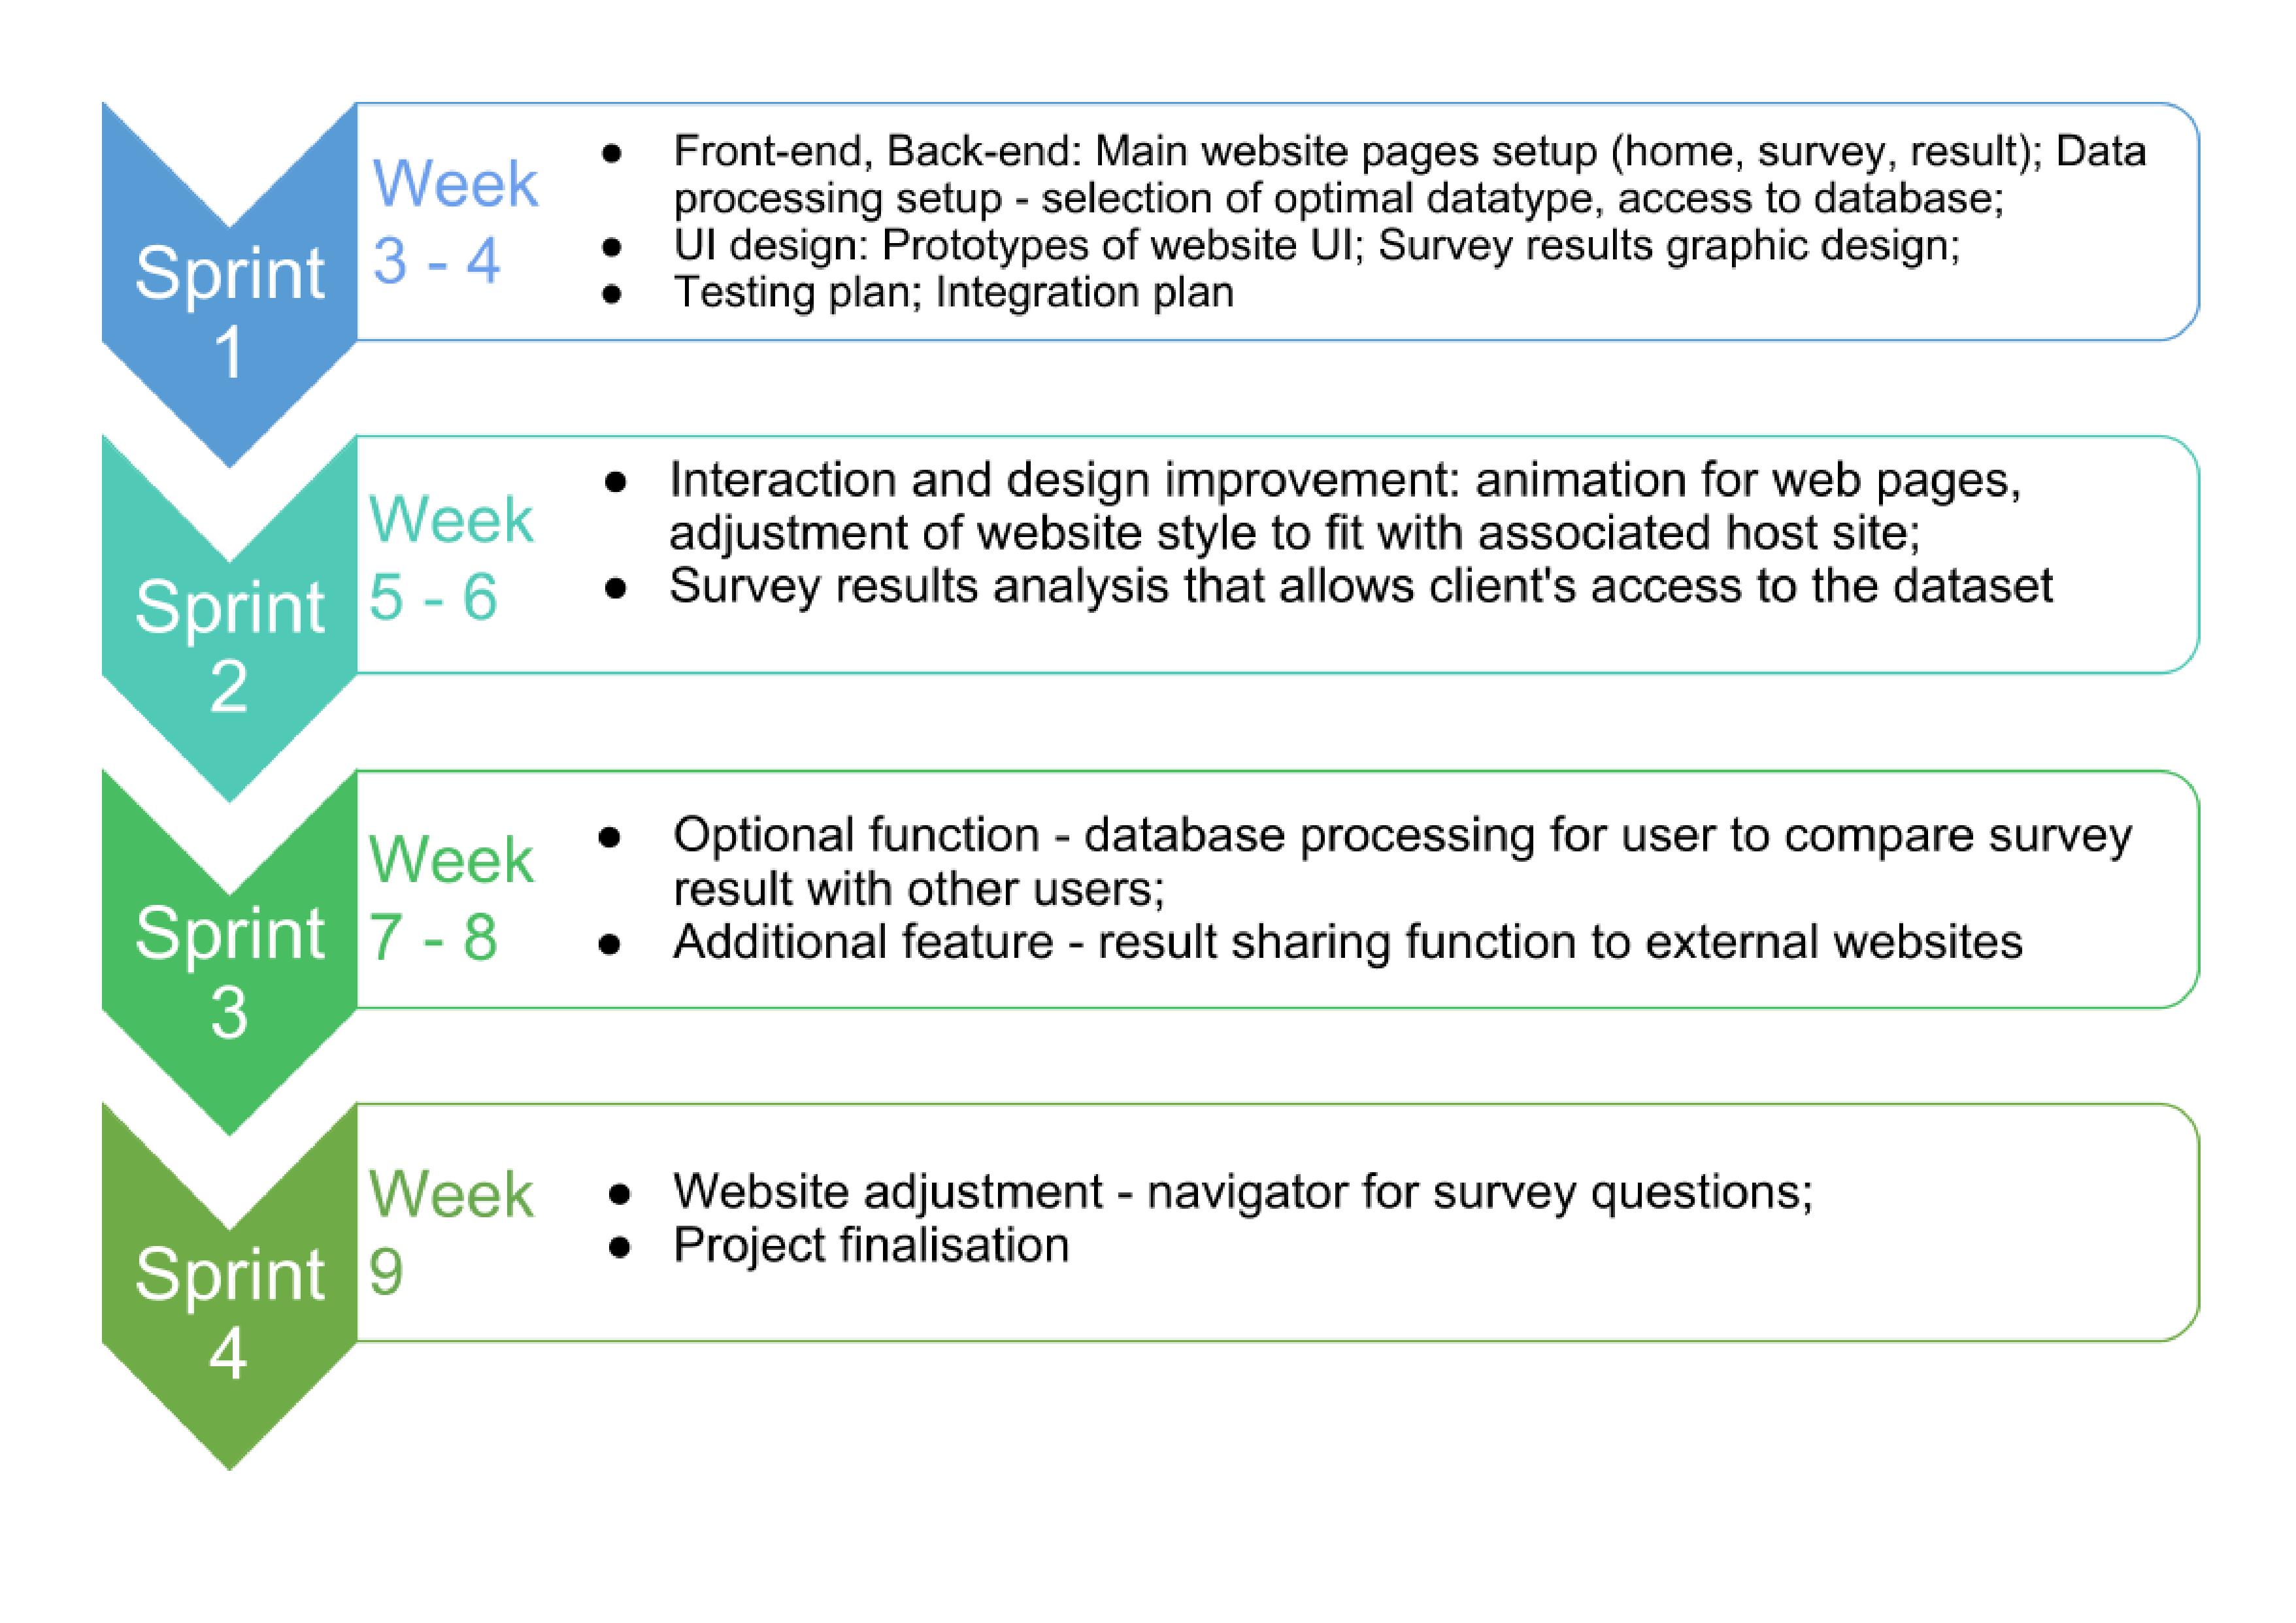 Sprint
1
Week
3 - 4
● Front-end, Back-end: Main website pages setup (home, survey, result); Data
processing setup - selection of optimal datatype, access to database;
● UI design: Prototypes of website UI; Survey results graphic design;
● Testing plan; Integration plan
Sprint
2
Week
5 - 6
● Interaction and design improvement: animation for web pages,
adjustment of website style to fit with associated host site;
● Survey results analysis that allows client's access to the dataset
Sprint
3
Week
7 - 8
● Optional function - database processing for user to compare survey
result with other users;
● Additional feature - result sharing function to external websites
Sprint
4
Week
9
● Website adjustment - navigator for survey questions;
● Project finalisation